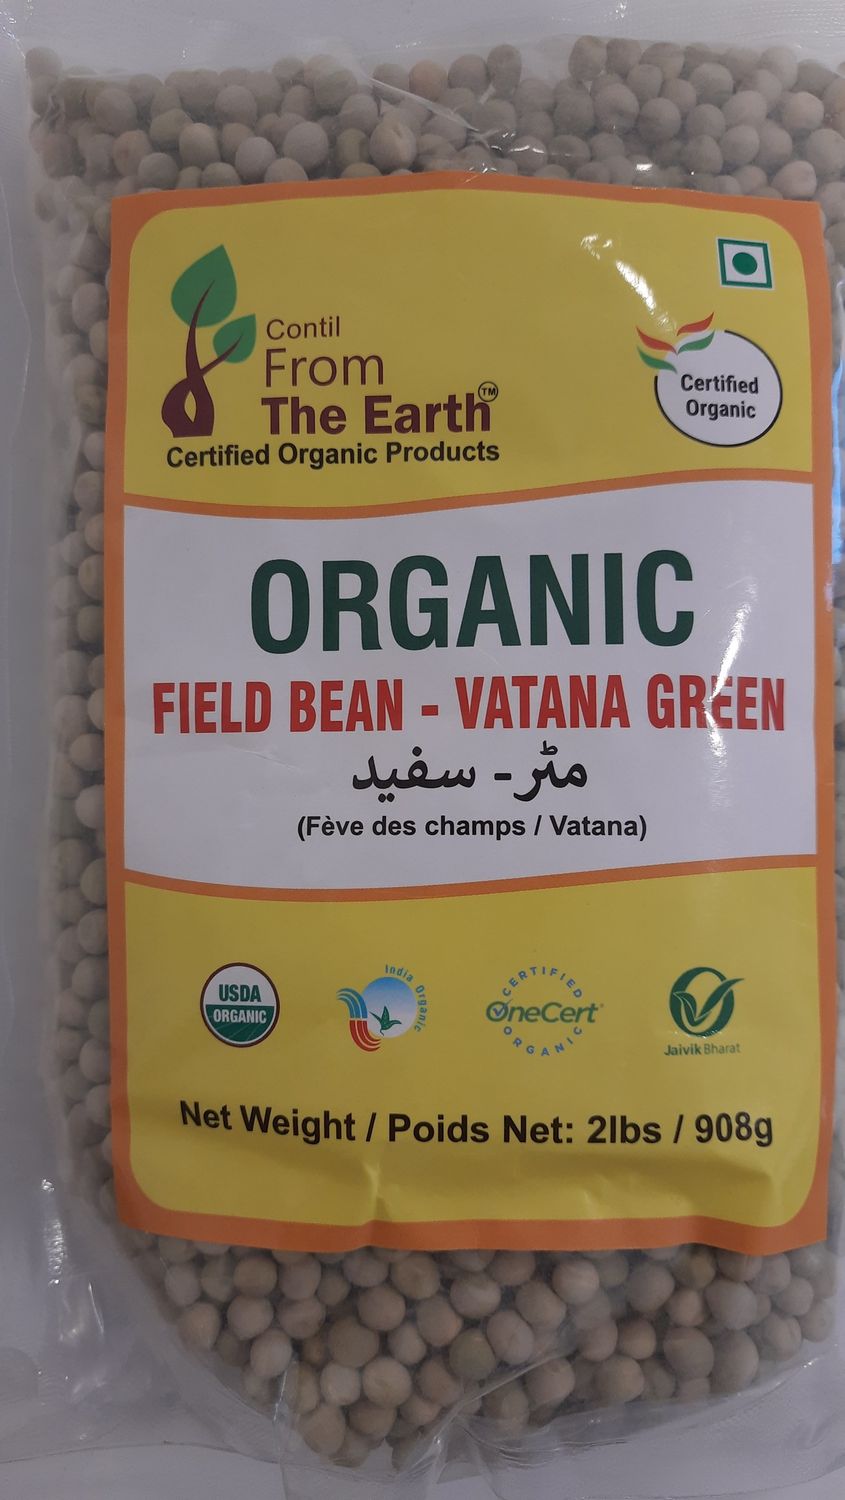 Contil
From
The Earth™
Certified Organic Products
Certified
Organic
ORGANIC
FIELD BEAN - VATANA GREEN
مٹر- سفید
(Fève des champs / Vatana)
USDA
ORGANIC
India Organic
CERTIFIED
OneCert®
ORGANIC
Jaivik Bharat
Net Weight / Poids Net: 2lbs / 908g